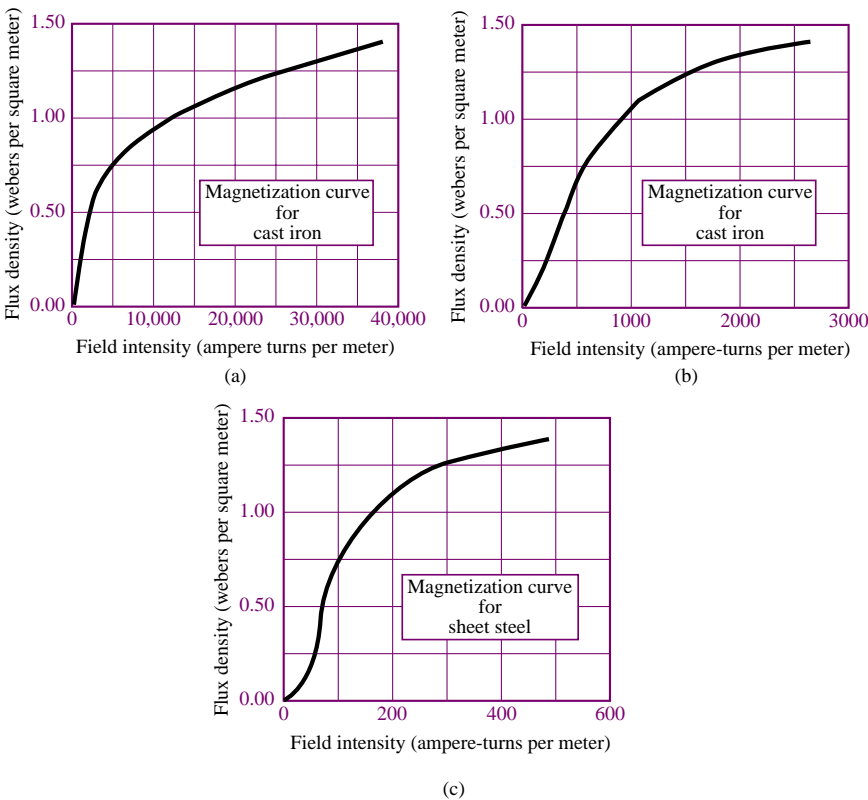 Flux density (webers per square meter)
1.50
1.00
0.50
0.00
Magnetization curve
for
cast iron
0 10,000 20,000 30,000 40,000
Field intensity (ampere turns per meter)
(a)
Flux density (webers per square meter)
1.50
1.00
0.50
0.00
Magnetization curve
for
cast iron
0 1000 2000 3000
Field intensity (ampere-turns per meter)
(b)
Flux density (webers per square meter)
1.50
1.00
0.50
0.00
Magnetization curve
for
sheet steel
0 200 400 600
Field intensity (ampere-turns per meter)
(c)